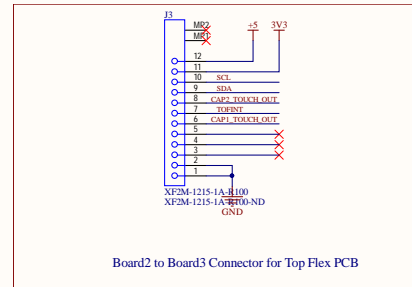 J3
MP2
MP1
+5 3V3
12
11
10 SCL
9 SDA
8 CAP2_TOUCH_OUT
7 TOFINT
6 CAP1_TOUCH_OUT
5
4
3
2
1
XF2M-1215-1A-R100
XF2M-1215-1A-R100-ND
GND
Board2 to Board3 Connector for Top Flex PCB